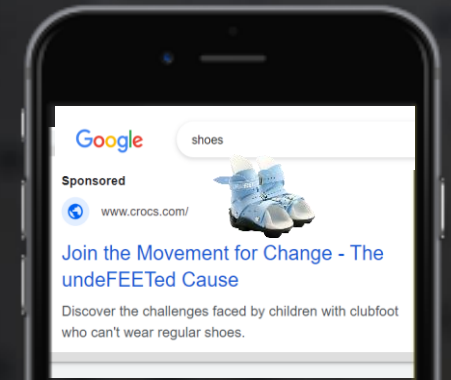 Google
shoes
Sponsored
www.crocs.com/
Join the Movement for Change - The
undeFEETed Cause
Discover the challenges faced by children with clubfoot
who can't wear regular shoes.